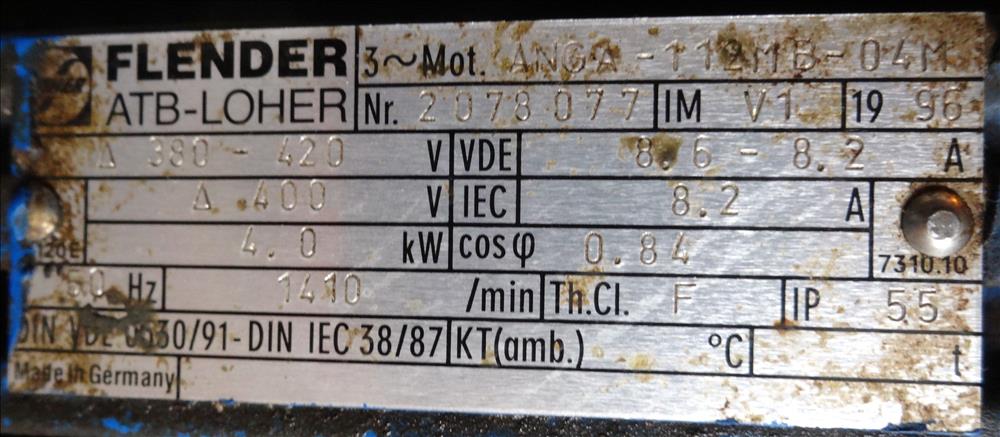 FLENDER
ATB-LOHER
3~Mot. ANGA-112MB-04M
Nr. 2078077 IM V1 19 96
Δ 380-420 V VDE 8.6-8.2 A
Δ 400 V IEC 8.2 A
4.0 kW cosφ 0.84
7310.10
50 Hz 1410 /min Th.Cl. F IP 55
DIN VDE 0530/91-DIN IEC 38/87 KT(amb.) °C t
Made in Germany